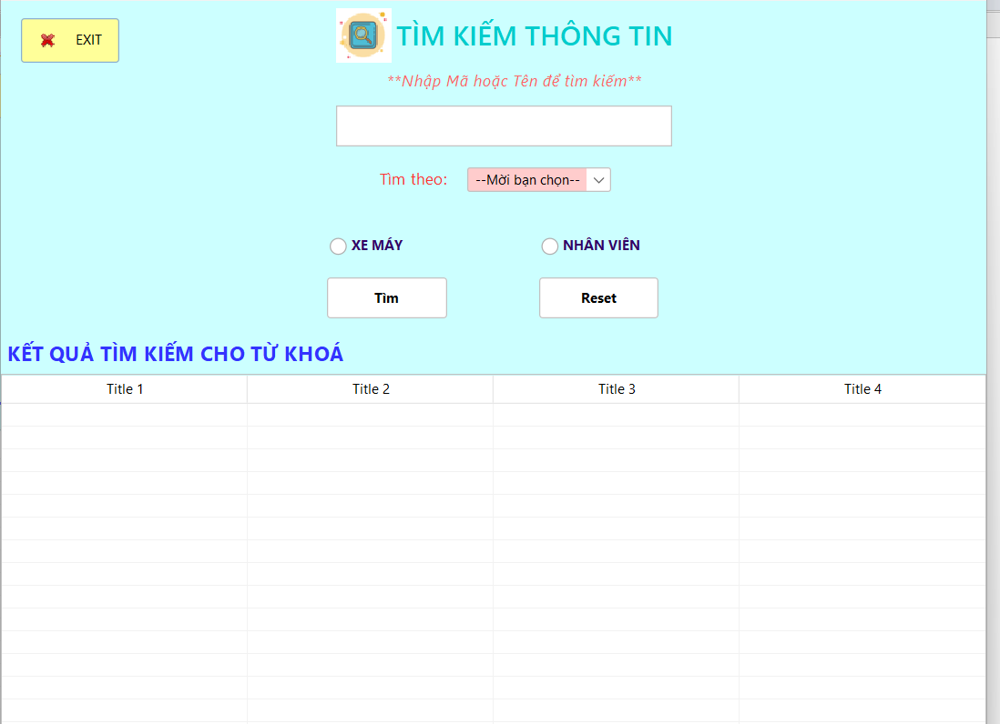 EXIT
TÌM KIẾM THÔNG TIN
**Nhập Mã hoặc Tên để tìm kiếm**
Tìm theo: --Mời bạn chọn--
XE MÁY NHÂN VIÊN
Tìm Reset
KẾT QUẢ TÌM KIẾM CHO TỪ KHOÁ
Title 1 Title 2 Title 3 Title 4